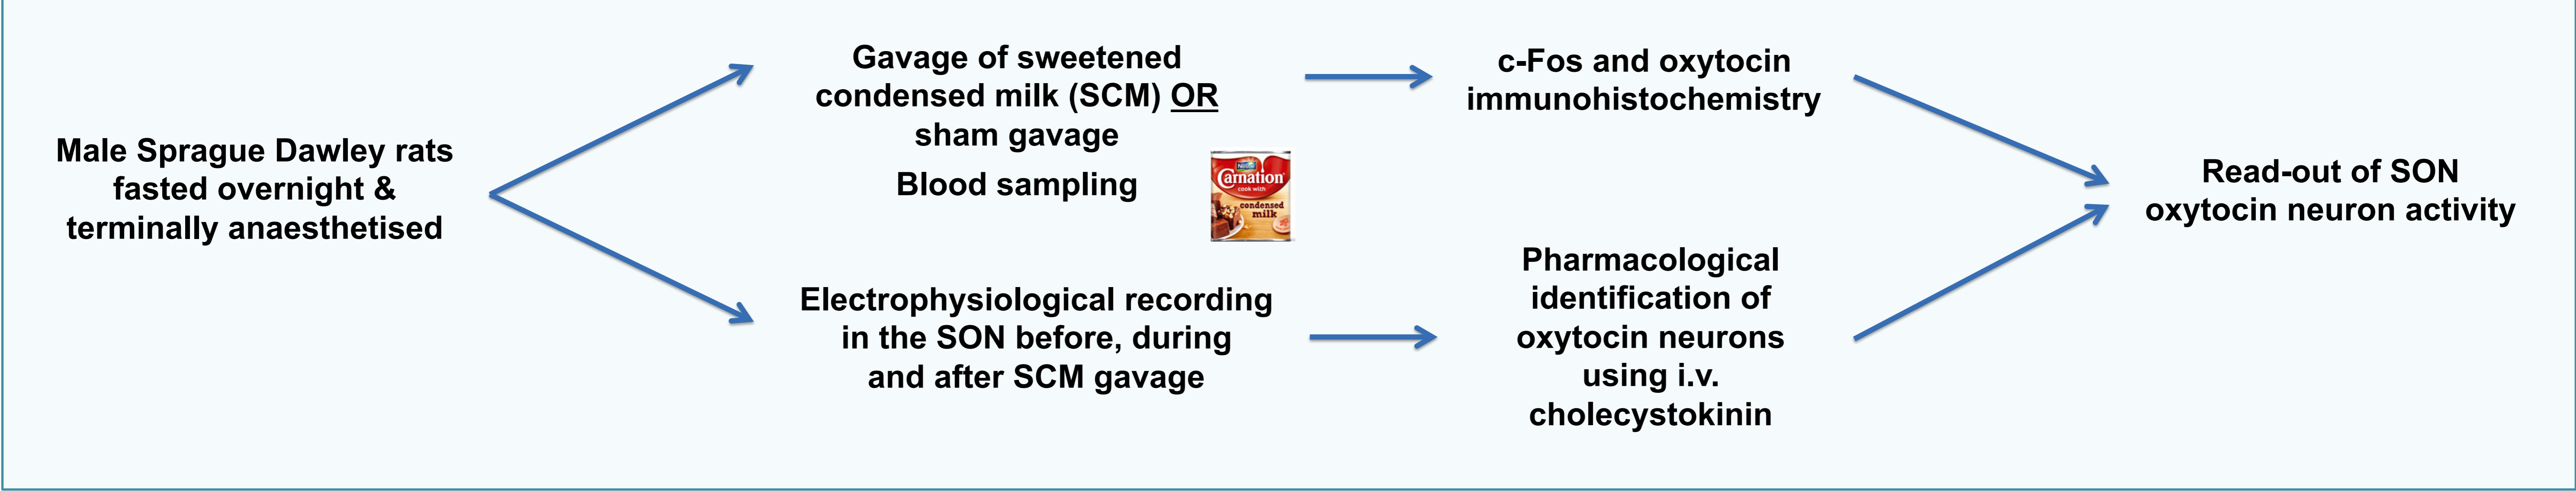 Male Sprague Dawley rats
fasted overnight &
terminally anaesthetised
Gavage of sweetened
condensed milk (SCM) OR
sham gavage
Blood sampling
Carnation
cook with
condensed
milk
Electrophysiological recording
in the SON before, during
and after SCM gavage
c-Fos and oxytocin
immunohistochemistry
Pharmacological
identification of
oxytocin neurons
using i.v.
cholecystokinin
Read-out of SON
oxytocin neuron activity